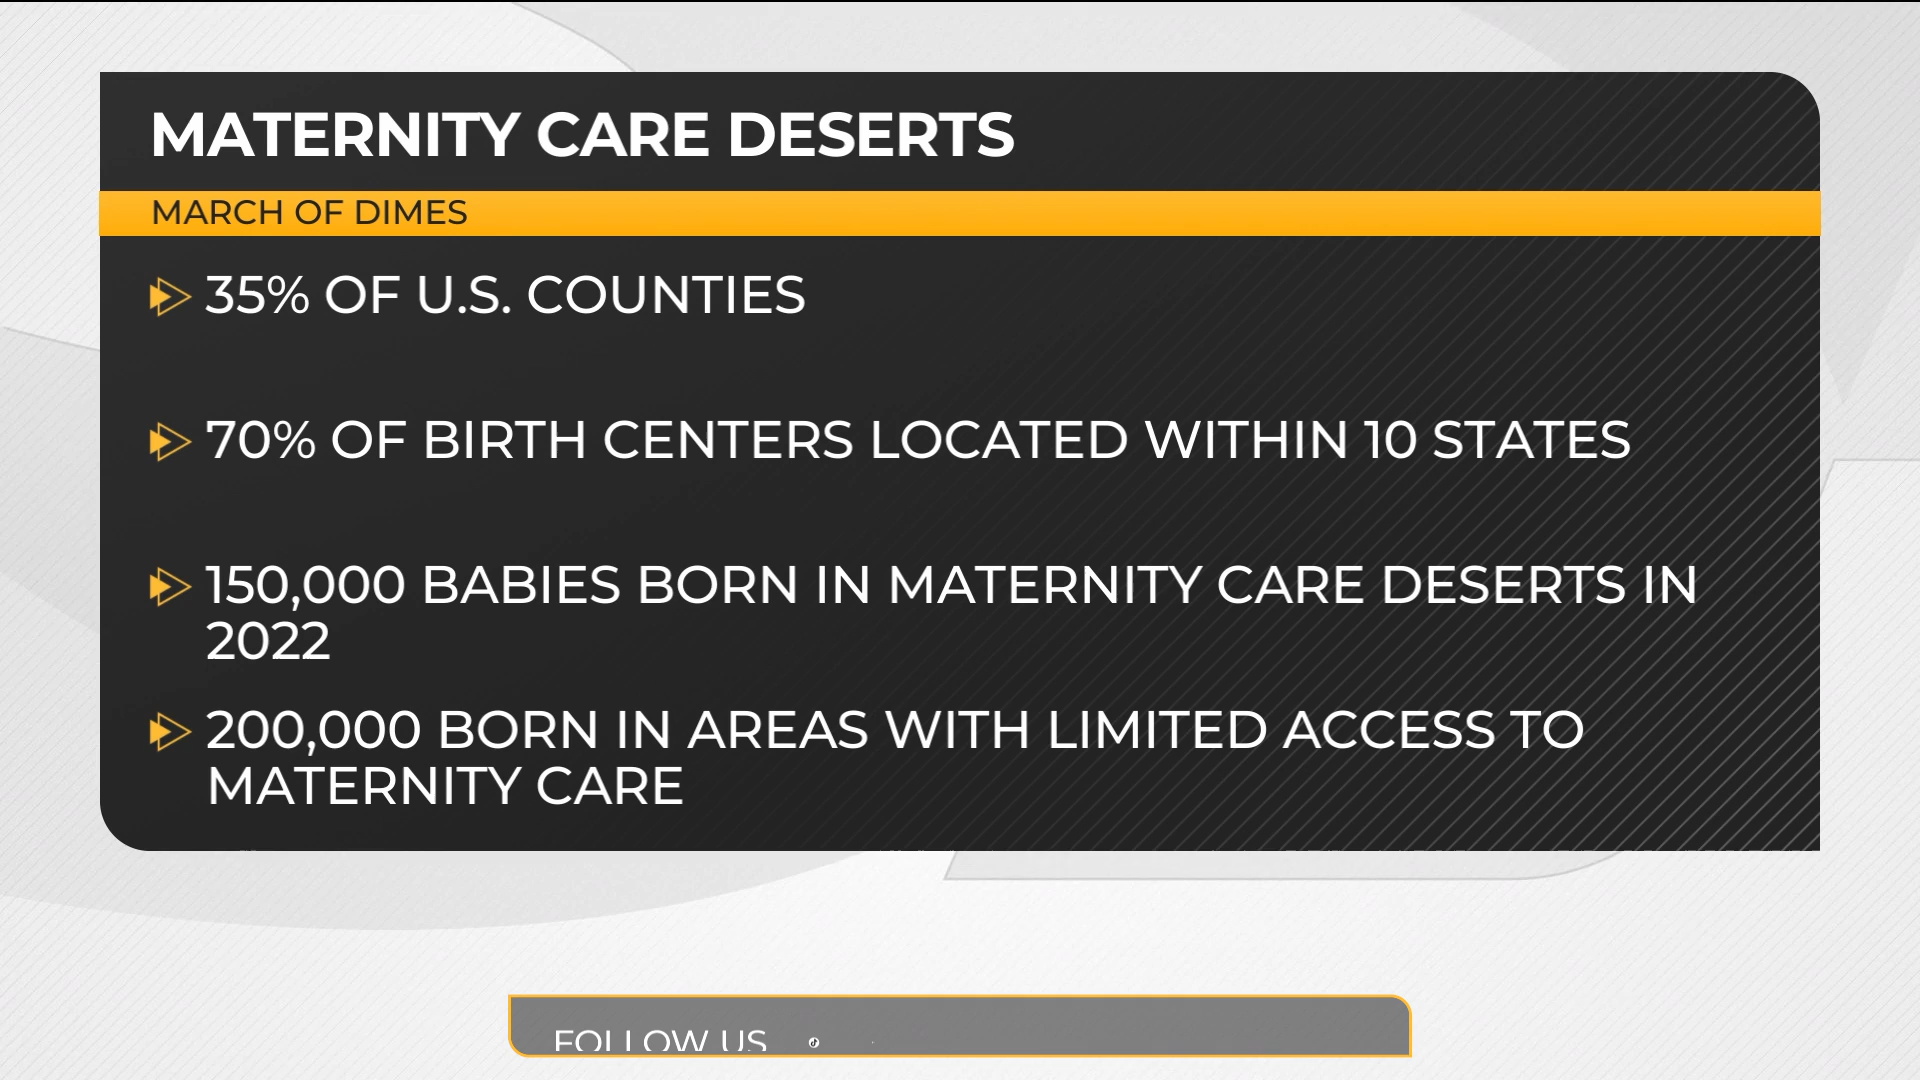 MATERNITY CARE DESERTS
MARCH OF DIMES
35% OF U.S. COUNTIES
70% OF BIRTH CENTERS LOCATED WITHIN 10 STATES
150,000 BABIES BORN IN MATERNITY CARE DESERTS IN
2022
200,000 BORN IN AREAS WITH LIMITED ACCESS TO
MATERNITY CARE
FOLLOW US